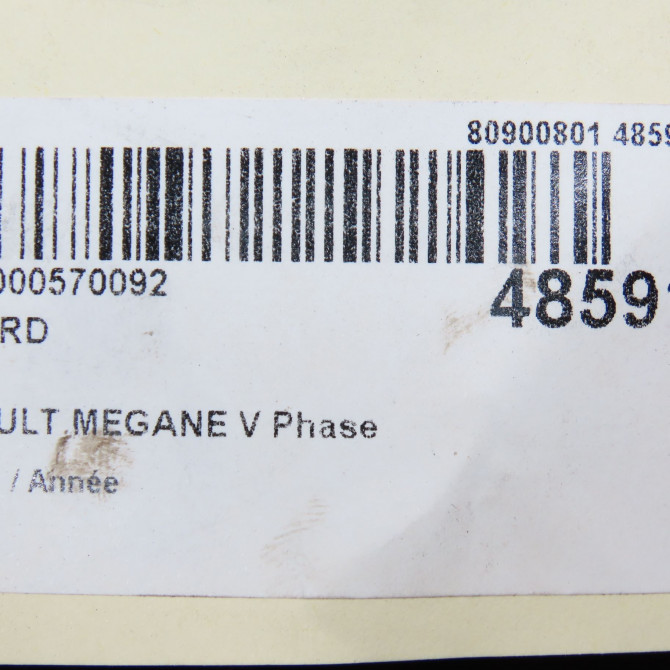 80900801 4859
000570092
48591
RD
ULT MEGANE V Phase
/ Année